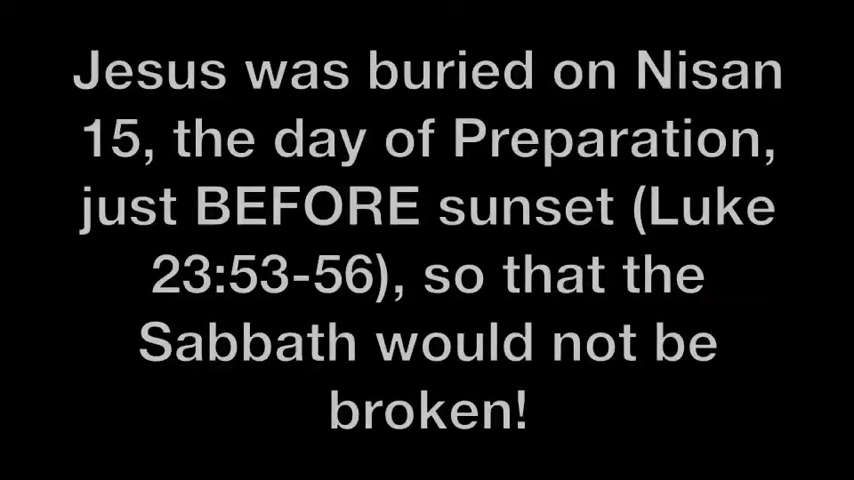 Jesus was buried on Nisan
15, the day of Preparation,
just BEFORE sunset (Luke
23:53-56), so that the
Sabbath would not be
broken!